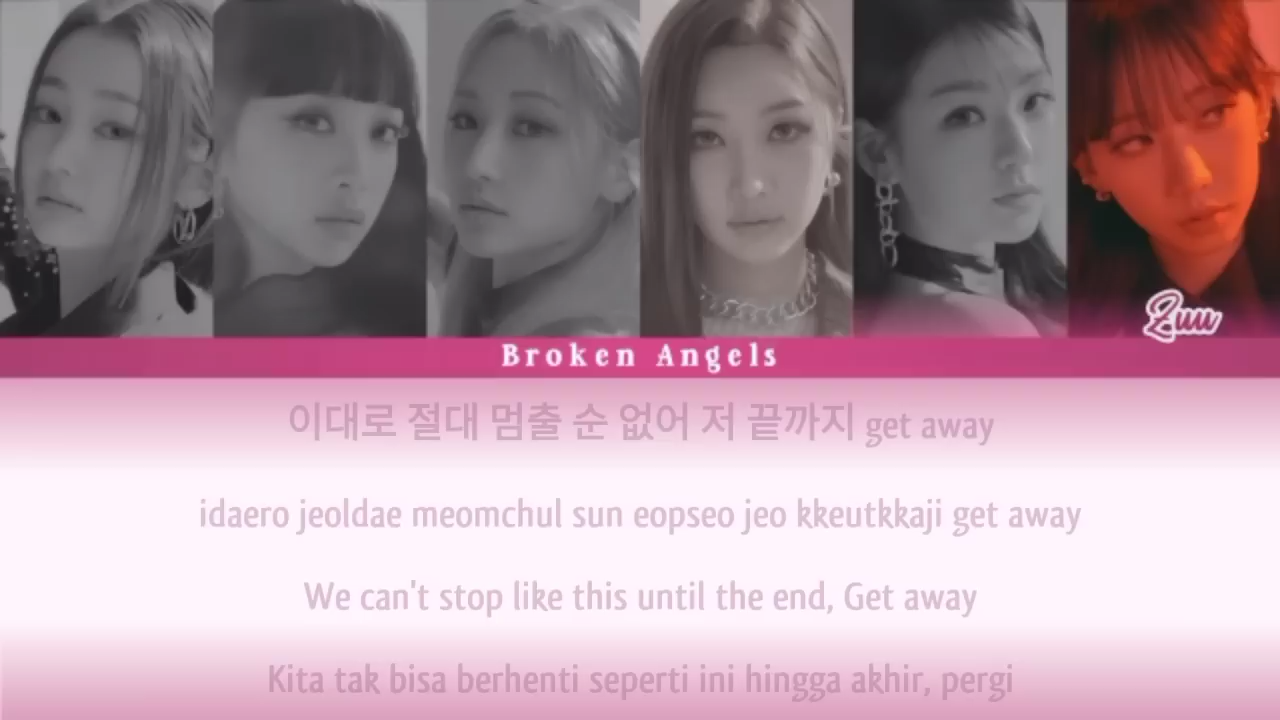 Zuu
Broken Angels
이대로 절대 멈출 순 없어 저 끝까지 get away
idaero jeoldae meomchul sun eopseo jeo kkeutkkaji get away
We can't stop like this until the end, Get away
Kita tak bisa berhenti seperti ini hingga akhir, pergi